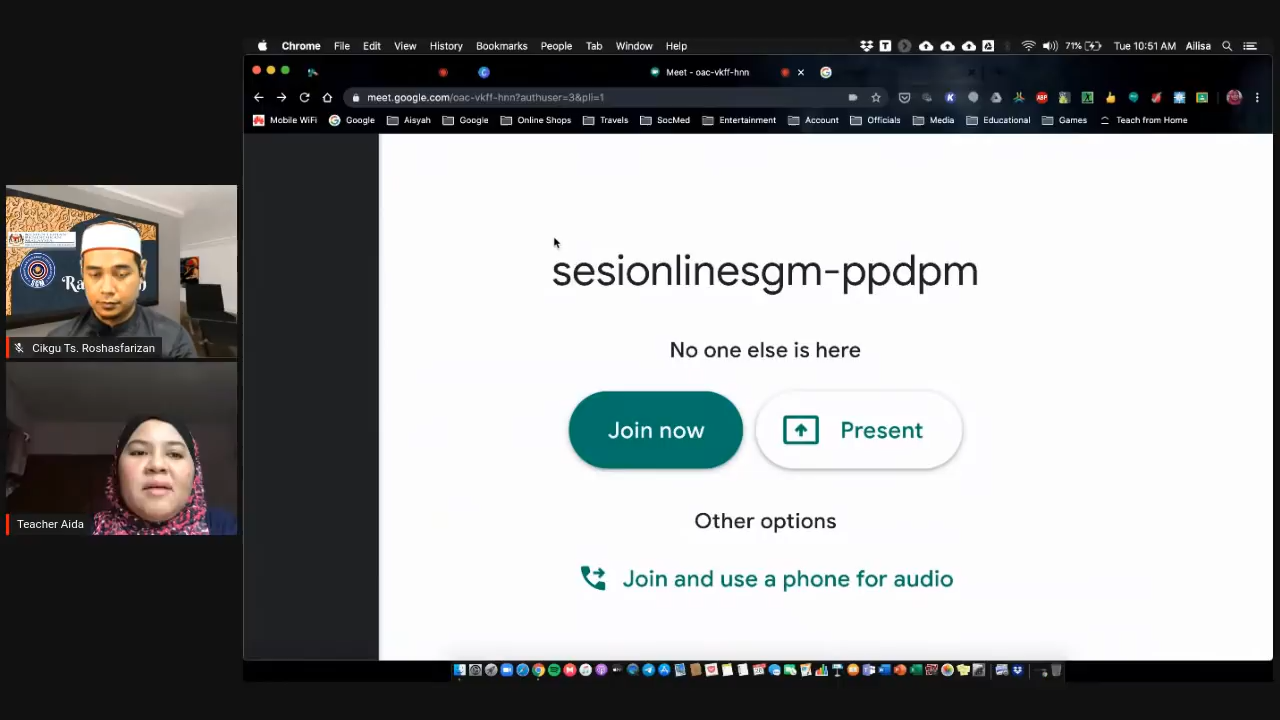 Chrome File Edit View History Bookmarks People Tab Window Help 71% Tue 10:51 AM Ailisa
Meet - oac-vkff-hnn
meet.google.com/oac-vkff-hnn?authuser=3&pli=1
Mobile WiFi Google Aisyah Google Online Shops Travels SocMed Entertainment Account Officials Media Educational Games Teach from Home
sesionlinesgm-ppdpm
No one else is here
Join now Present
Other options
Join and use a phone for audio
SGM
Cikgu Ts. Roshasfarizan
Teacher Aida